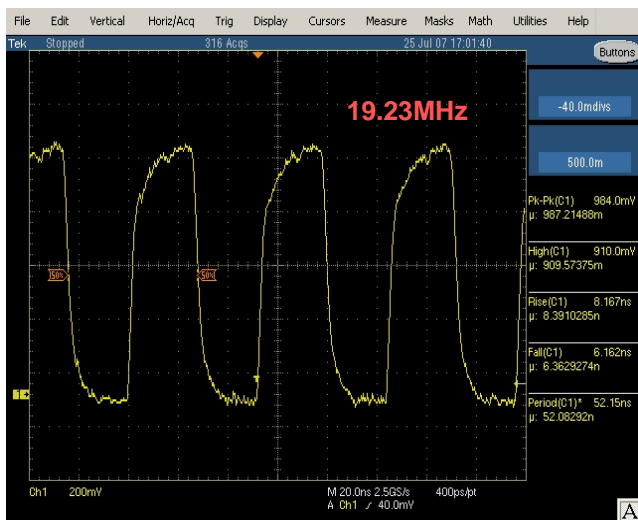 File Edit Vertical Horiz/Acq Trig Display Cursors Measure Masks Math Utilities Help
Tek Stopped 316 Acqs 25 Jul 07 17:01:40
Buttons
19.23MHz
-40.0mdivs
500.0m
Pk-Pk(C1) 984.0mV
µ: 987.21488m
High(C1) 910.0mV
µ: 909.57375m
50% 50%
Rise(C1) 8.167ns
µ: 8.3910285n
Fall(C1) 6.162ns
µ: 6.3629274n
T
1
Period(C1)* 52.15ns
µ: 52.08292n
Ch1 200mV M 20.0ns 2.5GS/s 400ps/pt
A Ch1 40.0mV
A